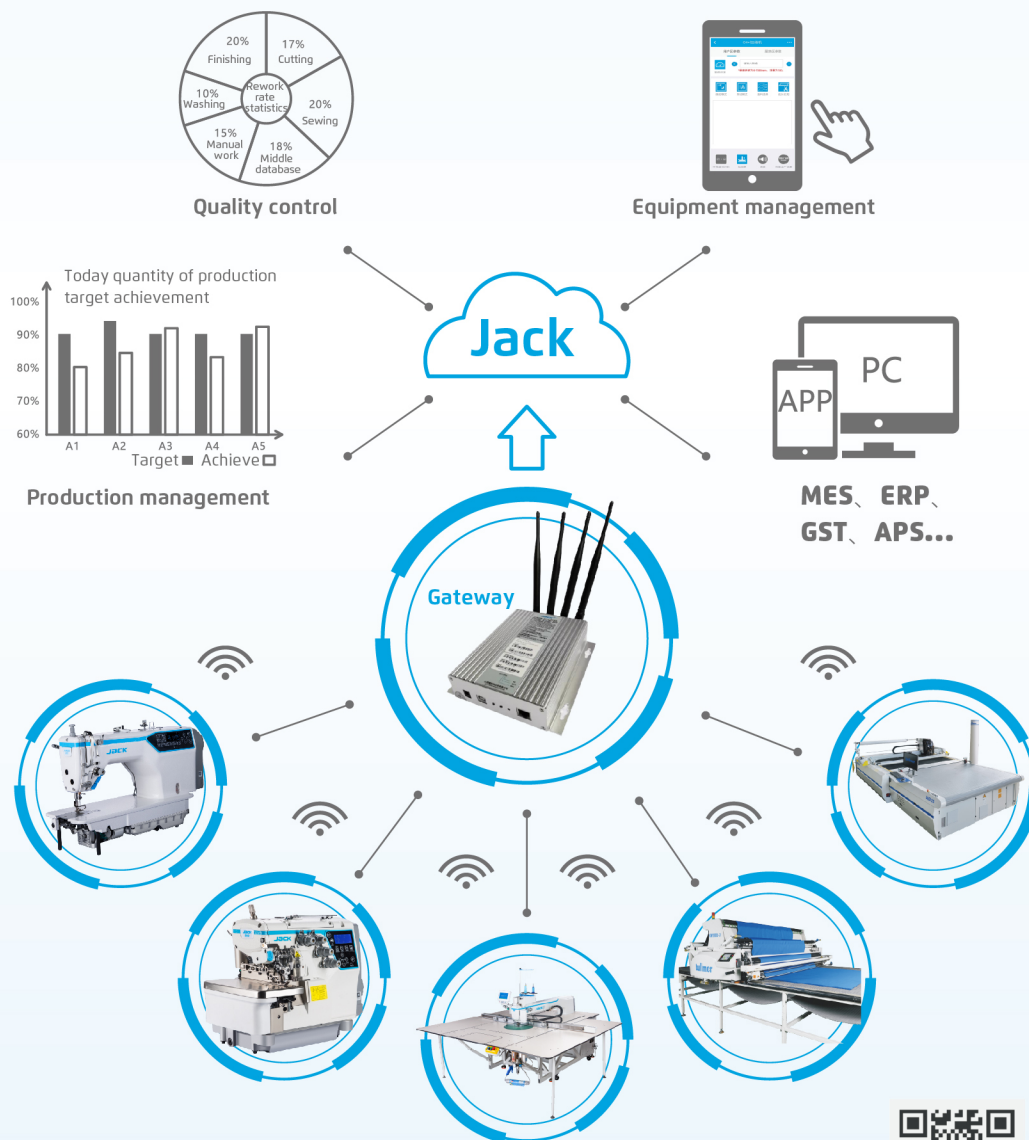 20%
Finishing
17%
Cutting
10%
Washing
Rework
rate
statistics
20%
Sewing
15%
Manual
work
18%
Middle
database
Quality control
Equipment management
Today quantity of production
target achievement
100%
90%
80%
70%
60%
A1 A2 A3 A4 A5
Target Achieve
Production management
Jack
APP
PC
MES、ERP、
GST、APS...
Gateway
JACK
JACK
bullmer